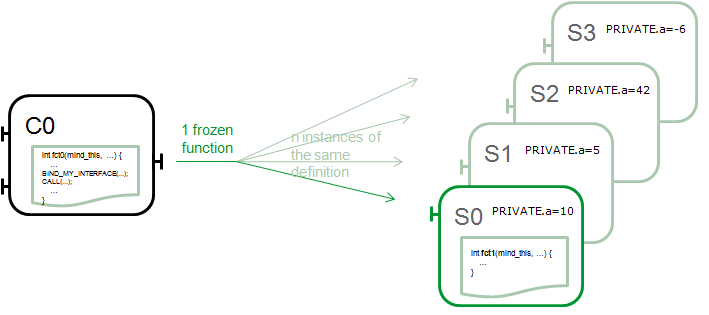 C0
int fct0(mind_this, ...) {
...
BIND_MY_INTERFACE(...);
CALL(...);
...
}
1 frozen
function
n instances of
the same
definition
S3 PRIVATE.a=-6
S2 PRIVATE.a=42
S1 PRIVATE.a=5
S0 PRIVATE.a=10
int fct1(mind_this, ...) {
...
}